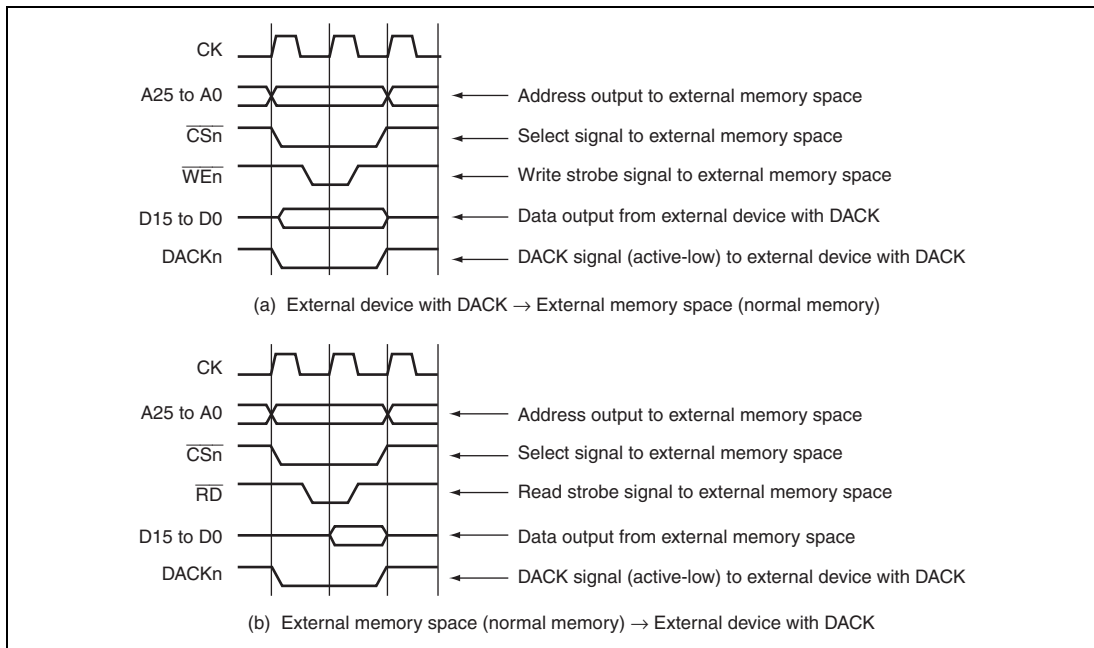 CK
A25 to A0 Address output to external memory space
C̅S̅n̅ Select signal to external memory space
W̅E̅n̅ Write strobe signal to external memory space
D15 to D0 Data output from external device with DACK
DACKn DACK signal (active-low) to external device with DACK
(a) External device with DACK → External memory space (normal memory)
CK
A25 to A0 Address output to external memory space
C̅S̅n̅ Select signal to external memory space
R̅D̅ Read strobe signal to external memory space
D15 to D0 Data output from external memory space
DACKn DACK signal (active-low) to external device with DACK
(b) External memory space (normal memory) → External device with DACK